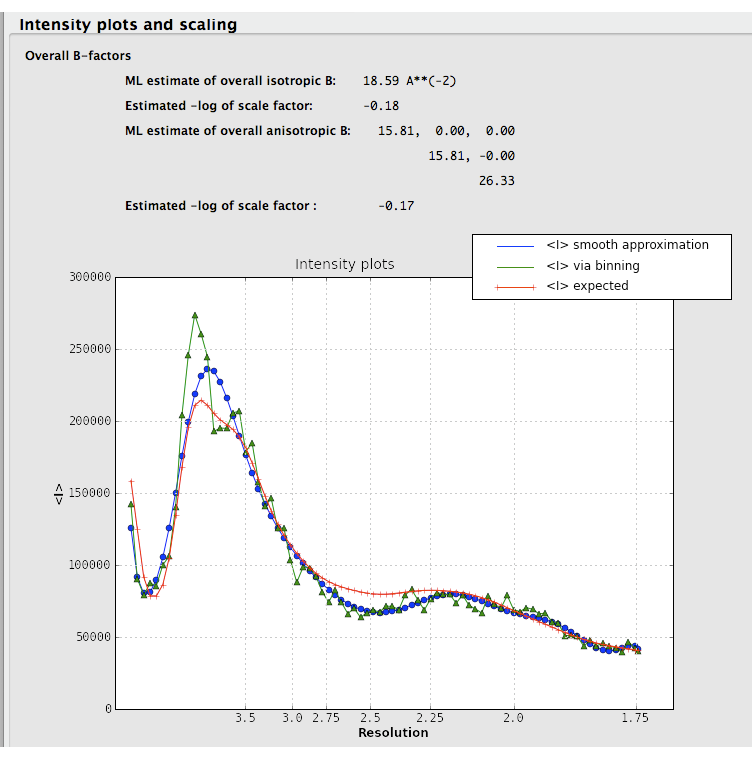 Intensity plots and scaling
Overall B-factors
ML estimate of overall isotropic B: 18.59 A**(-2)
Estimated -log of scale factor: -0.18
ML estimate of overall anisotropic B: 15.81, 0.00, 0.00
15.81, -0.00
26.33
Estimated -log of scale factor : -0.17
<I> smooth approximation
<I> via binning
<I> expected
Intensity plots
300000
250000
200000
150000
100000
50000
0
<I>
3.5 3.0 2.75 2.5 2.25 2.0 1.75
Resolution